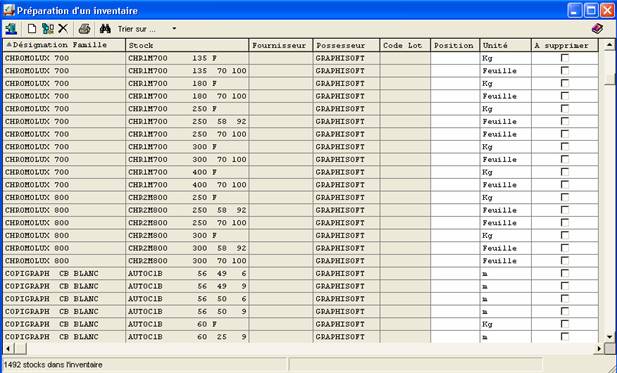 Préparation d'un inventaire
Trier sur ...
Désignation Famille Stock Fournisseur Possesseur Code Lot Position Unité A supprimer
CHROMOLUX 700 CHR1M700 135 F GRAPHISOFT Kg
CHROMOLUX 700 CHR1M700 135 70 100 GRAPHISOFT Feuille
CHROMOLUX 700 CHR1M700 180 F GRAPHISOFT Kg
CHROMOLUX 700 CHR1M700 180 70 100 GRAPHISOFT Feuille
CHROMOLUX 700 CHR1M700 250 F GRAPHISOFT Kg
CHROMOLUX 700 CHR1M700 250 58 92 GRAPHISOFT Feuille
CHROMOLUX 700 CHR1M700 250 70 100 GRAPHISOFT Feuille
CHROMOLUX 700 CHR1M700 300 F GRAPHISOFT Kg
CHROMOLUX 700 CHR1M700 300 70 100 GRAPHISOFT Feuille
CHROMOLUX 700 CHR1M700 400 F GRAPHISOFT Kg
CHROMOLUX 700 CHR1M700 400 70 100 GRAPHISOFT Feuille
CHROMOLUX 800 CHR2M800 250 F GRAPHISOFT Kg
CHROMOLUX 800 CHR2M800 250 58 92 GRAPHISOFT Feuille
CHROMOLUX 800 CHR2M800 250 70 100 GRAPHISOFT Feuille
CHROMOLUX 800 CHR2M800 300 F GRAPHISOFT Kg
CHROMOLUX 800 CHR2M800 300 58 92 GRAPHISOFT Feuille
CHROMOLUX 800 CHR2M800 300 70 100 GRAPHISOFT Feuille
COPIGRAPH CB BLANC AUTOC1B 56 49 6 GRAPHISOFT m
COPIGRAPH CB BLANC AUTOC1B 56 49 9 GRAPHISOFT m
COPIGRAPH CB BLANC AUTOC1B 56 50 6 GRAPHISOFT m
COPIGRAPH CB BLANC AUTOC1B 56 50 9 GRAPHISOFT m
COPIGRAPH CB BLANC AUTOC1B 60 F GRAPHISOFT Kg
COPIGRAPH CB BLANC AUTOC1B 60 25 9 GRAPHISOFT m
1492 stocks dans l'inventaire